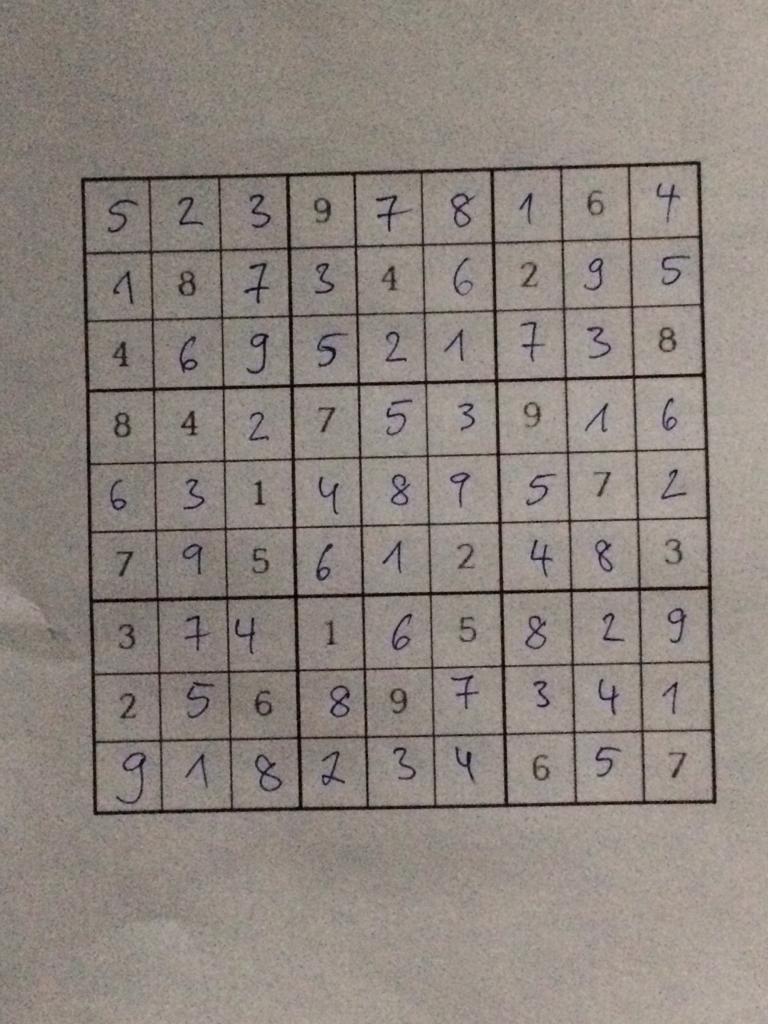 5 2 3 9 7 8 1 6 4
1 8 7 3 4 6 2 9 5
4 6 9 5 2 1 7 3 8
8 4 2 7 5 3 9 1 6
6 3 1 4 8 9 5 7 2
7 9 5 6 1 2 4 8 3
3 7 4 1 6 5 8 2 9
2 5 6 8 9 7 3 4 1
9 1 8 2 3 4 6 5 7